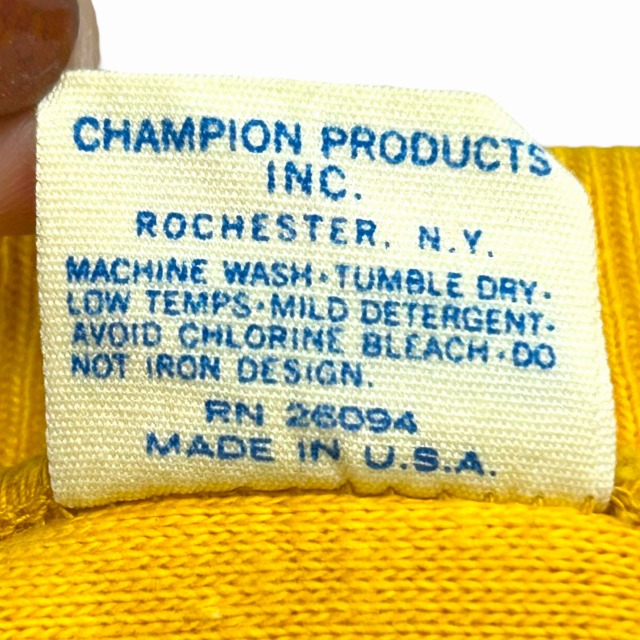 CHAMPION PRODUCTS
INC.
ROCHESTER, N.Y.
MACHINE WASH·TUMBLE DRY·
LOW TEMPS·MILD DETERGENT·
AVOID CHLORINE BLEACH·DO
NOT IRON DESIGN.
RN 26094
MADE IN U.S.A.